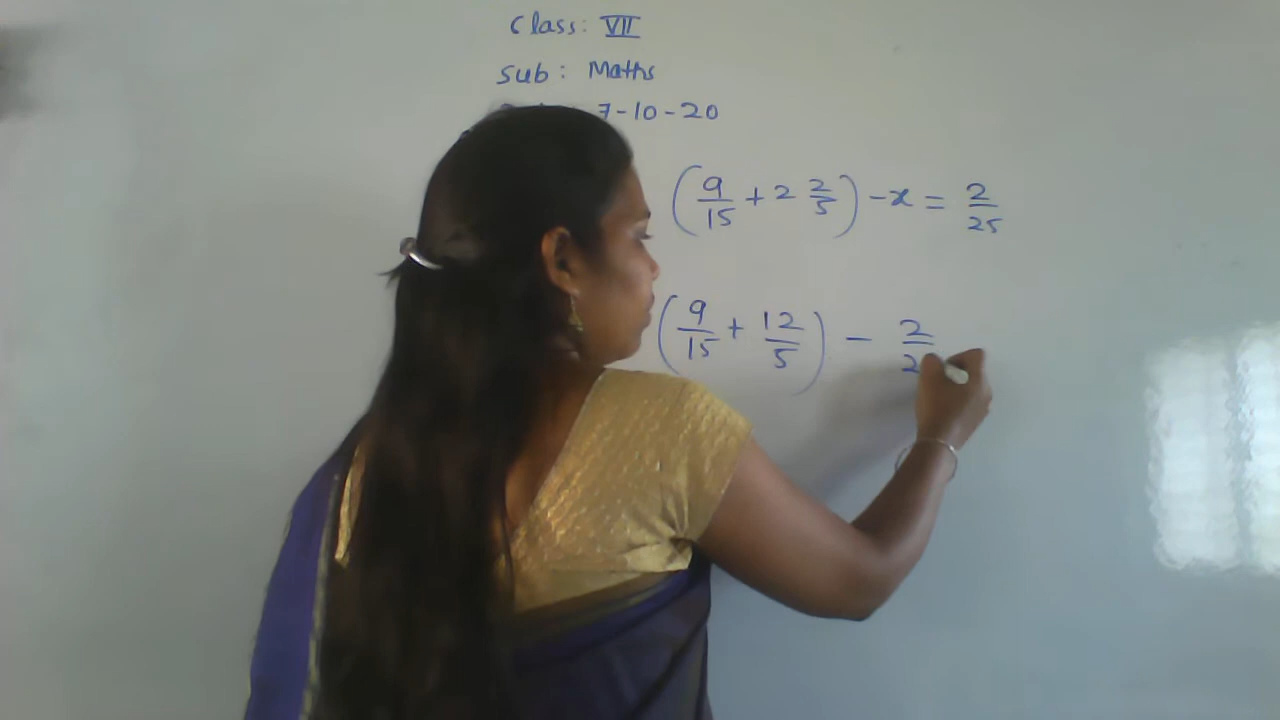 Class: VII
Sub: Maths
7-10-20
(9/15 + 2 2/5) - x = 2/25
(9/15 + 12/5) - 2/2